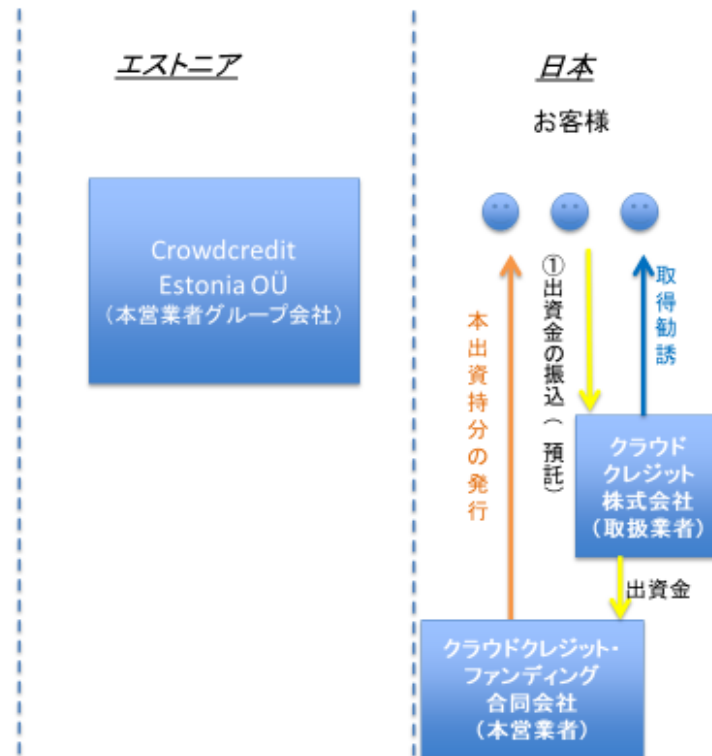 エストニア
Crowdcredit
Estonia OÜ
（本営業者グループ会社）
日本
お客様
本出資持分の発行
①出資金の振込（ 預託）
取得勧誘
クラウド
クレジット
株式会社
（取扱業者）
出資金
クラウドクレジット・
ファンディング
合同会社
（本営業者）